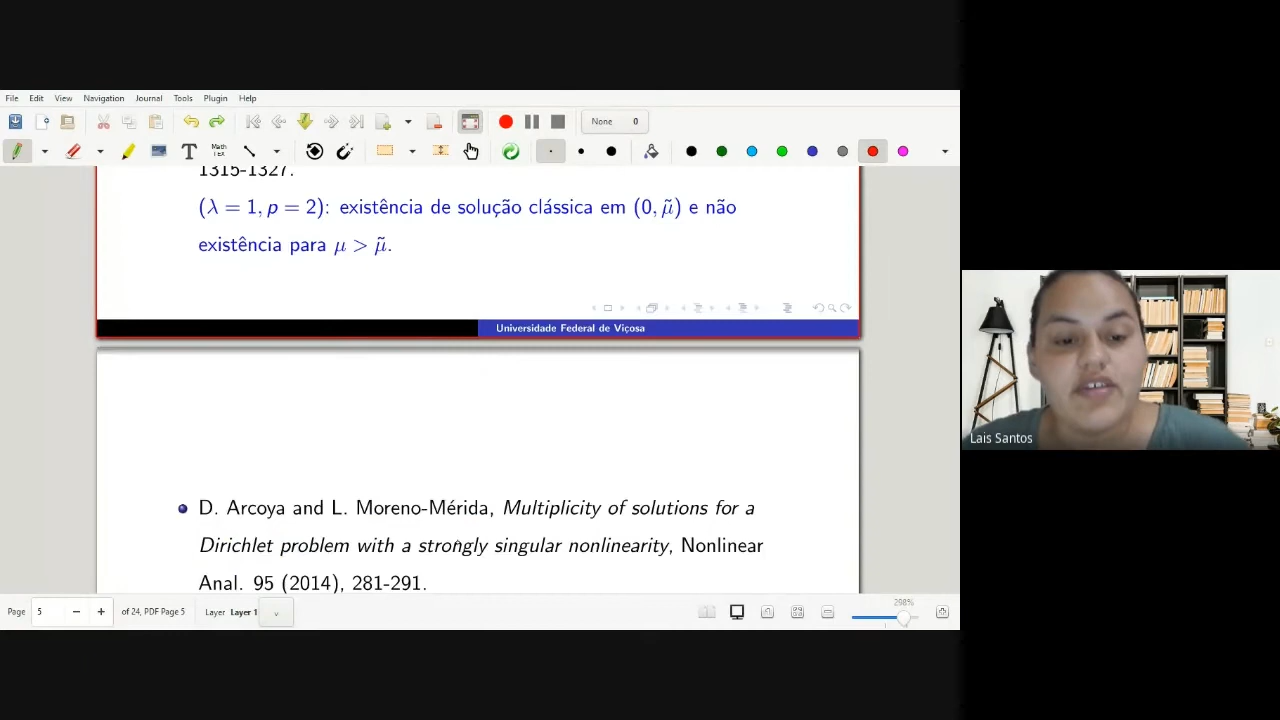 File Edit View Navigation Journal Tools Plugin Help
None 0
Math
TEX
1315-1327.
(λ = 1, p = 2): existência de solução clássica em (0, μ̃) e não
existência para μ > μ̃.
Universidade Federal de Viçosa
D. Arcoya and L. Moreno-Mérida, Multiplicity of solutions for a
Dirichlet problem with a strongly singular nonlinearity, Nonlinear
Anal. 95 (2014), 281-291.
Page 5 of 24, PDF Page 5 Layer Layer 1
298%
Lais Santos